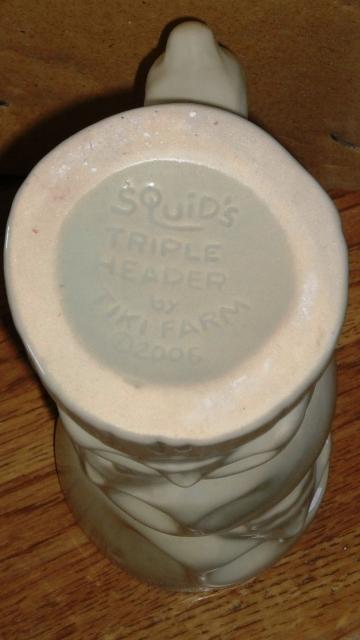 SQUiD'S
TRIPLE
HEADER
by
TIKI FARM
©2006